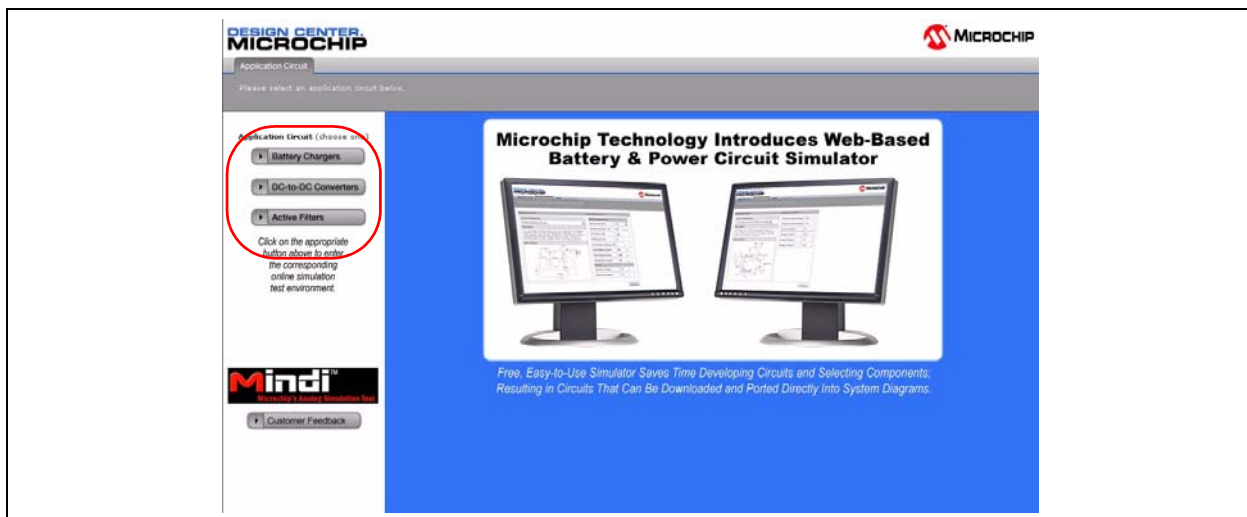 DESIGN CENTER.
MICROCHIP
MICROCHIP
Application Circuit
Please select an application circuit below.
Application Circuit (choose one)
Battery Chargers
DC-to-DC Converters
Active Filters
Click on the appropriate
button above to enter
the corresponding
online simulation
test environment.
Microchip Technology Introduces Web-Based
Battery & Power Circuit Simulator
Free, Easy-to-Use Simulator Saves Time Developing Circuits and Selecting Components;
Resulting in Circuits That Can Be Downloaded and Ported Directly Into System Diagrams.
Mindi™
Microchip's Analog Simulation Tool
Customer Feedback